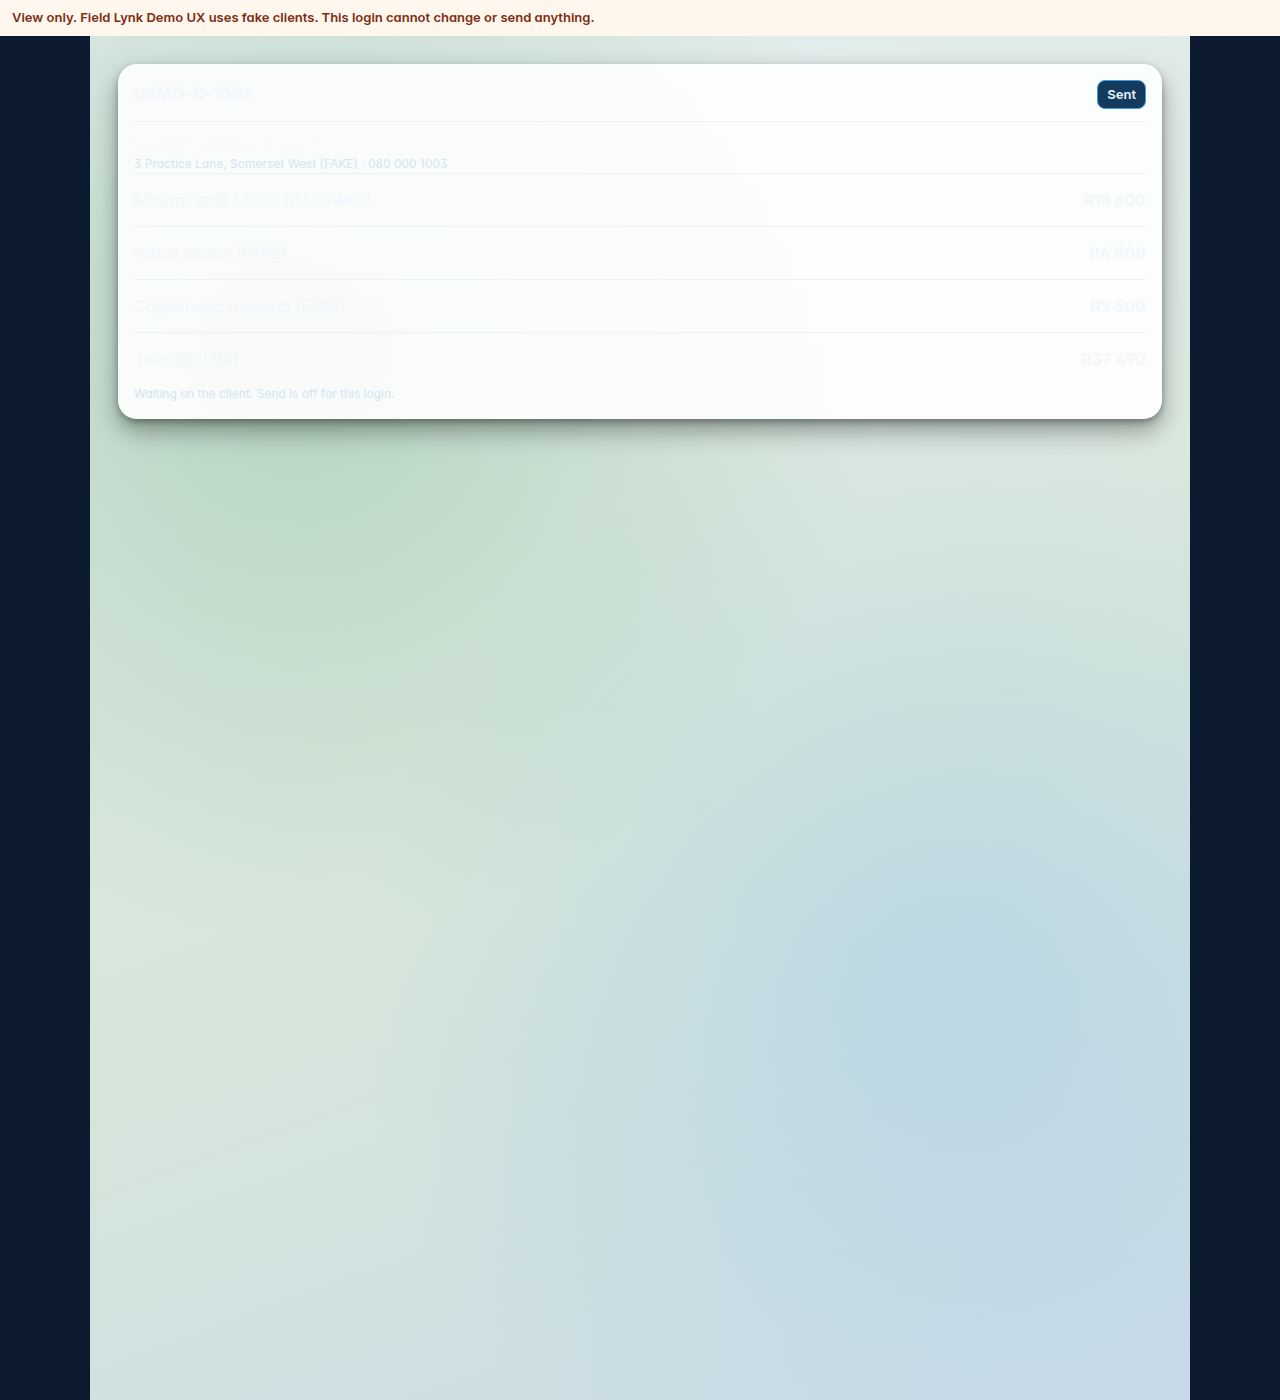 View only. Field Lynk Demo UX uses fake clients. This login cannot change or send anything.
DEMO-Q-1002
Sent
3 Practice Lane, Somerset West (FAKE) · 080 000 1003
Midwall split 12000 BTU (FAKE)
R18 600
Install labour (FAKE)
R4 500
Copper and trunking (FAKE)
R9 500
Total incl. VAT
R37 490
Waiting on the client. Send is off for this login.